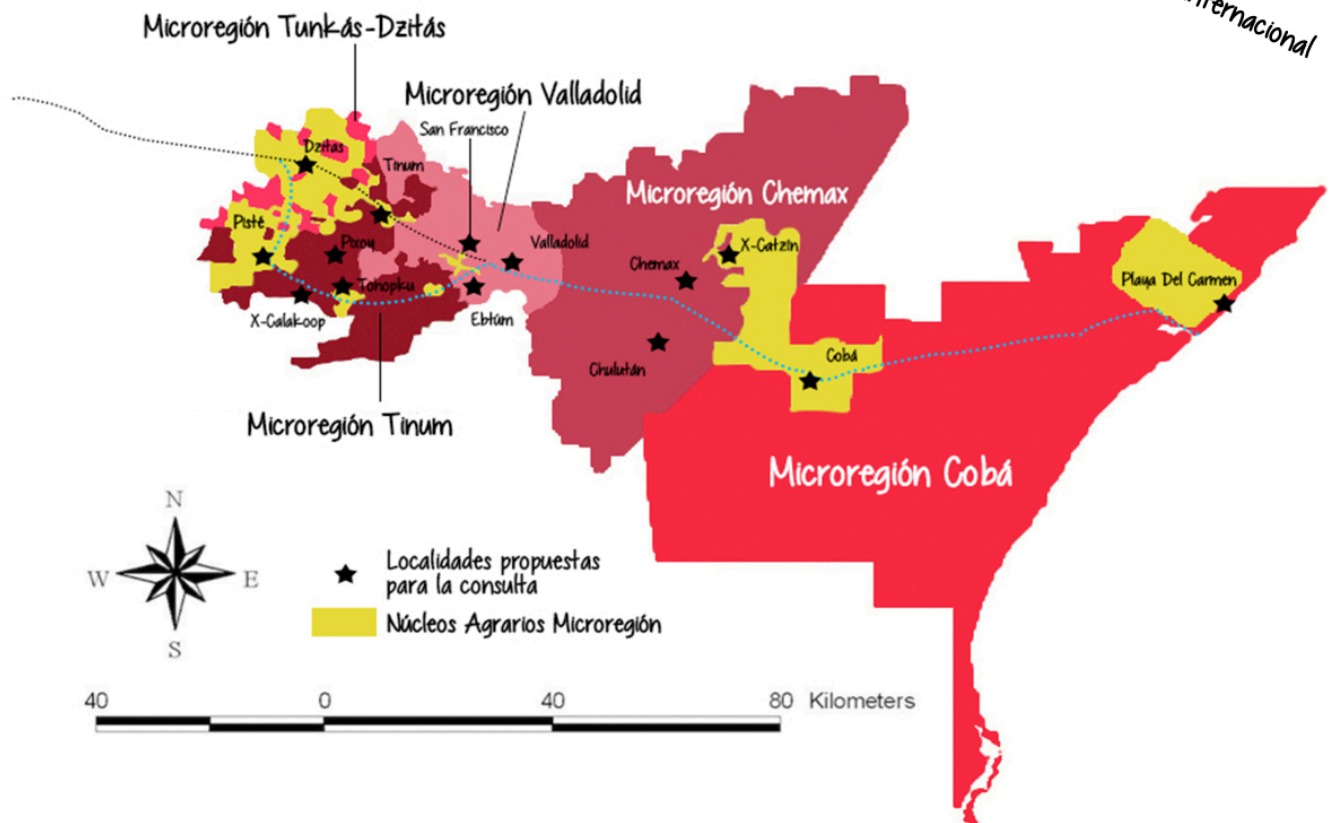 Internacional
Microregión Tunkás-Dzitás
Microregión Valladolid
San Francisco
Dzitás
Tinum
Microregión Chemax
Pisté
Pixoy
Valladolid
X-Catzín
Chemax
Tohopku
Playa Del Carmen
X-Calakoop
Ebtúm
Cobá
Chulután
Microregión Tinum
Microregión Cobá
N
W
E
S
Localidades propuestas
para la consulta
Núcleos Agrarios Microregión
40 0 40 80 Kilometers